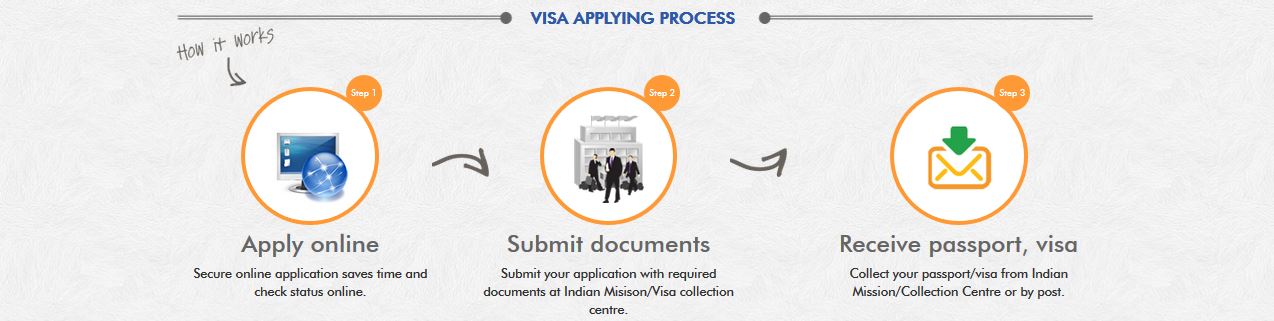 VISA APPLYING PROCESS
How it works
Step 1
Step 2
Step 3
Apply online
Secure online application saves time and
check status online.
Submit documents
Submit your application with required
documents at Indian Misison/Visa collection
centre.
Receive passport, visa
Collect your passport/visa from Indian
Mission/Collection Centre or by post.